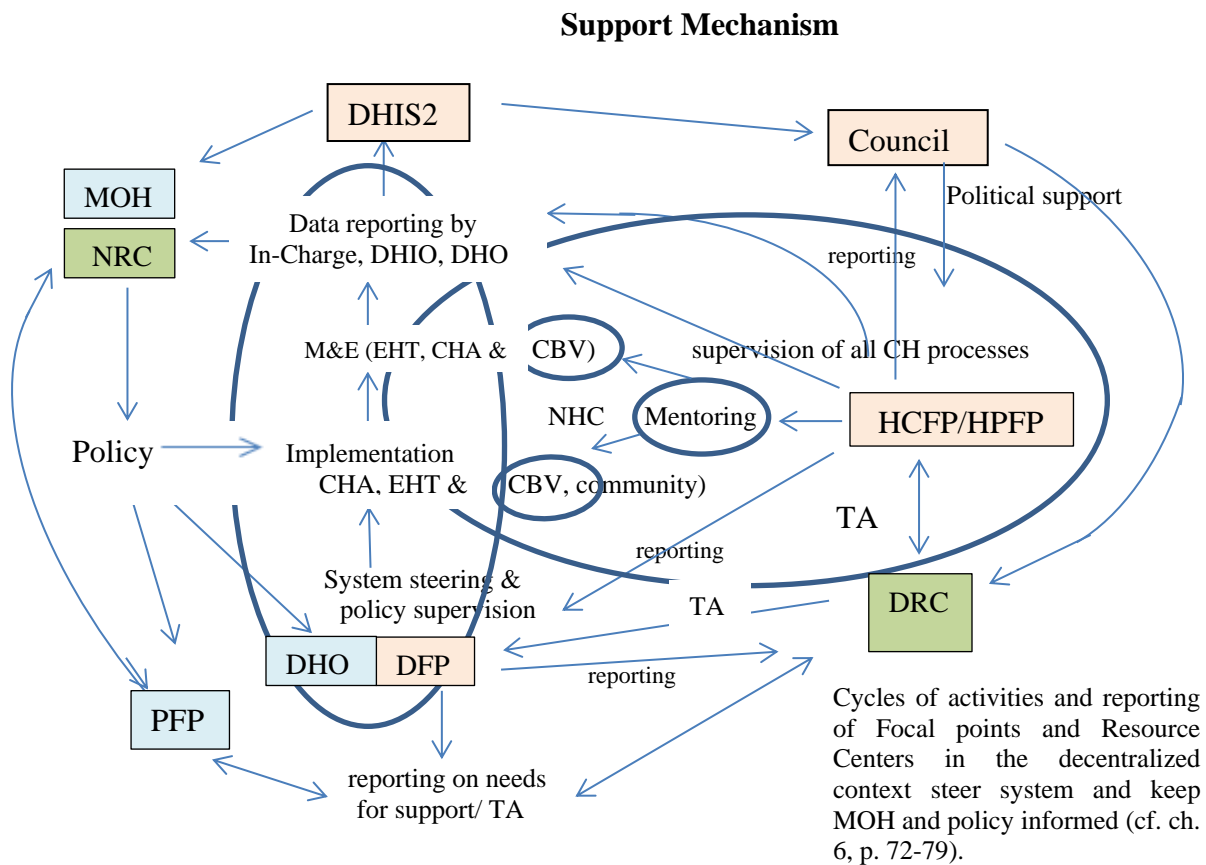 Support Mechanism
DHIS2
Council
MOH
Political support
Data reporting by
In-Charge, DHIO, DHO
NRC
reporting
M&E (EHT, CHA &
CBV)
supervision of all CH processes
NHC
Mentoring
HCFP/HPFP
Policy
Implementation
CHA, EHT &
CBV, community)
TA
reporting
System steering &
policy supervision
TA
DRC
DHO
DFP
reporting
PFP
reporting on needs
for support/ TA
Cycles of activities and reporting
of Focal points and Resource
Centers in the decentralized
context steer system and keep
MOH and policy informed (cf. ch.
6, p. 72-79).